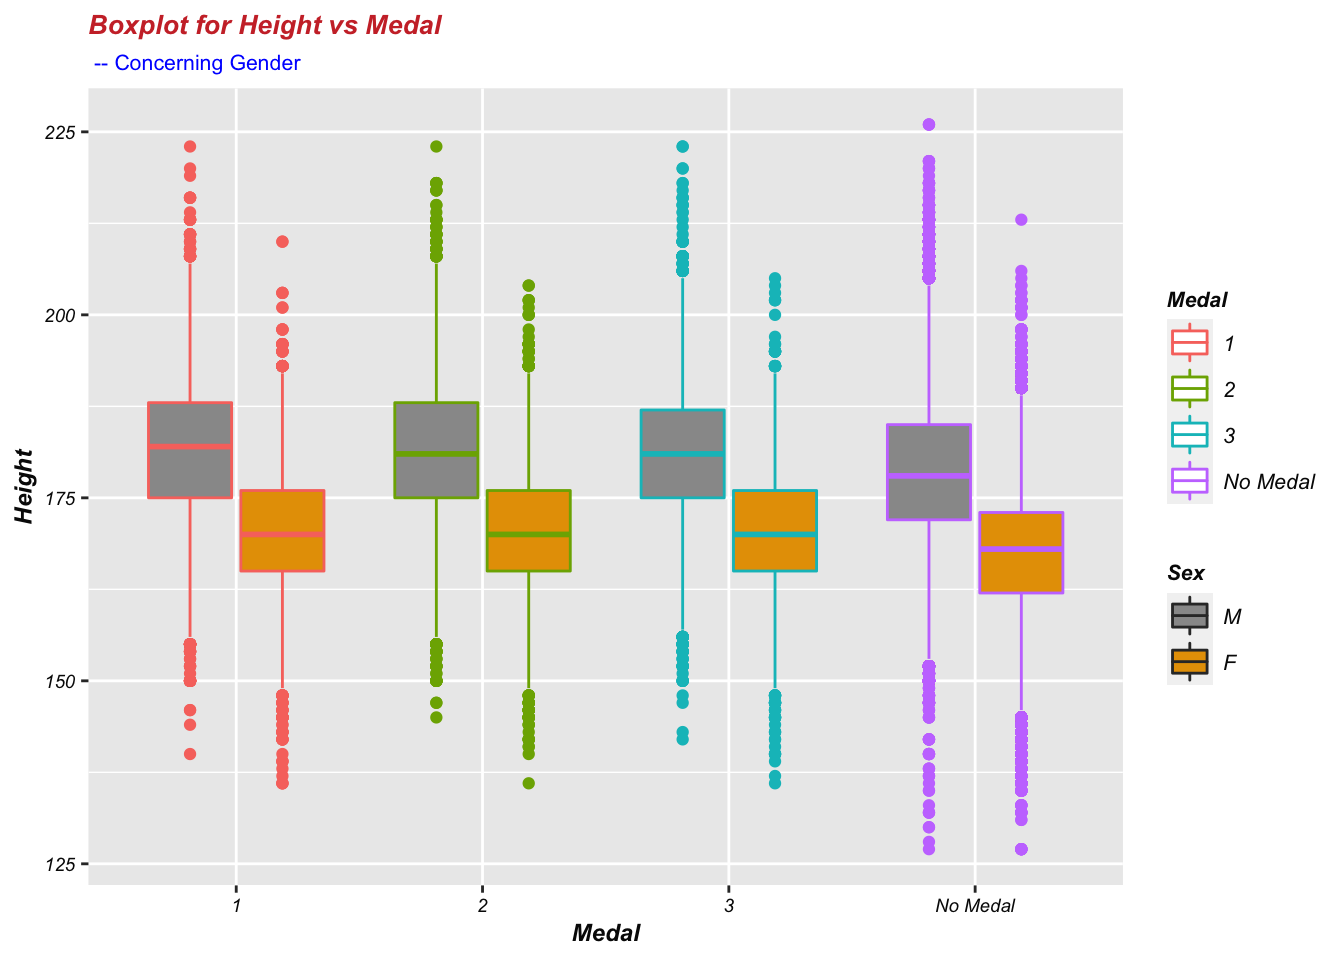 Boxplot for Height vs Medal
-- Concerning Gender
225
200
175
150
125
Height
1
2
3
No Medal
Medal
Medal
1
2
3
No Medal
Sex
M
F